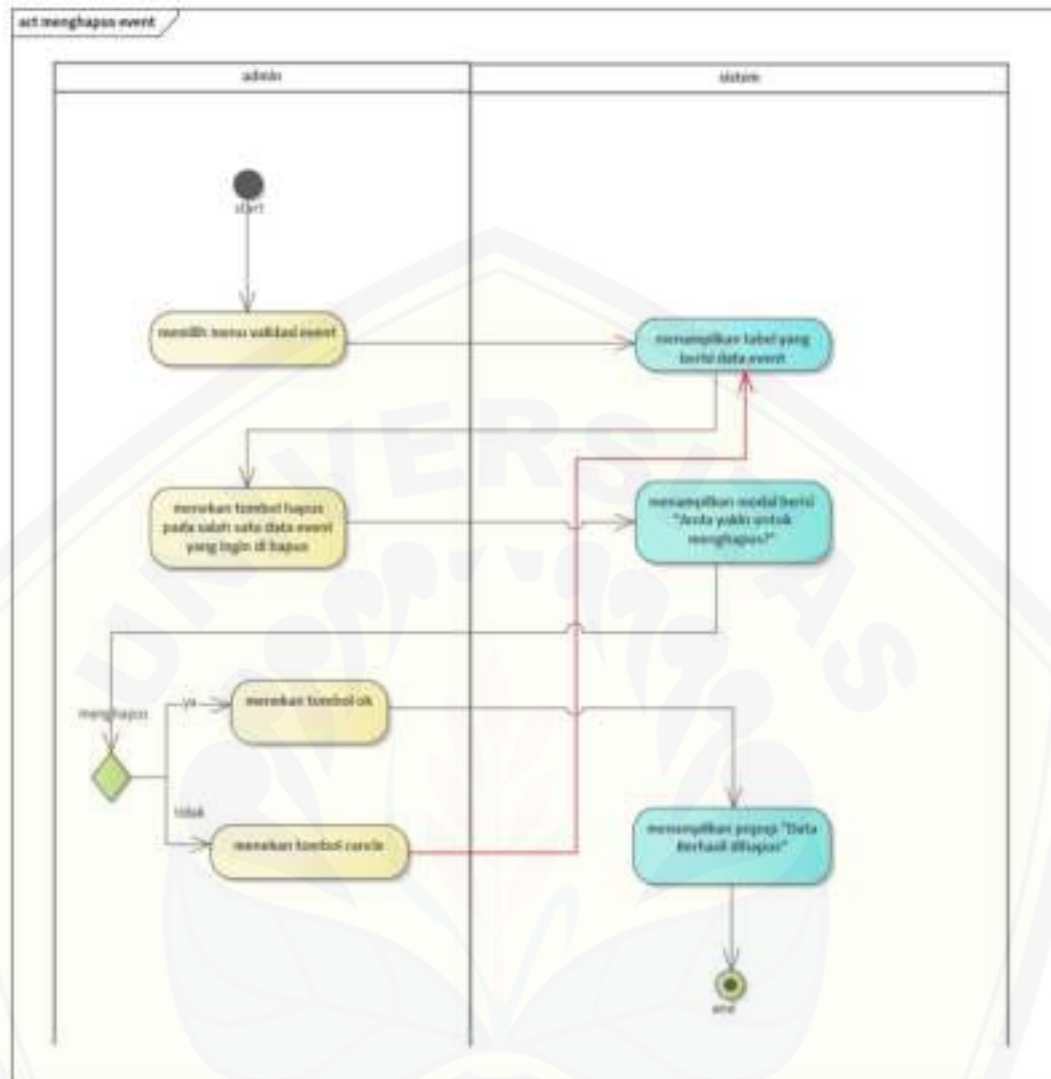 act menghapus event
admin
sistem
start
memilih menu validasi event
menampilkan tabel yang
berisi data event
menekan tombol hapus
pada salah satu data event
yang ingin di hapus
menampilkan modal berisi
"Anda yakin untuk
menghapus?"
menghapus
ya
menekan tombol ok
tidak
menekan tombol cancle
menampilkan popup "Data
Berhasil dihapus"
end
UNIVERSITAS